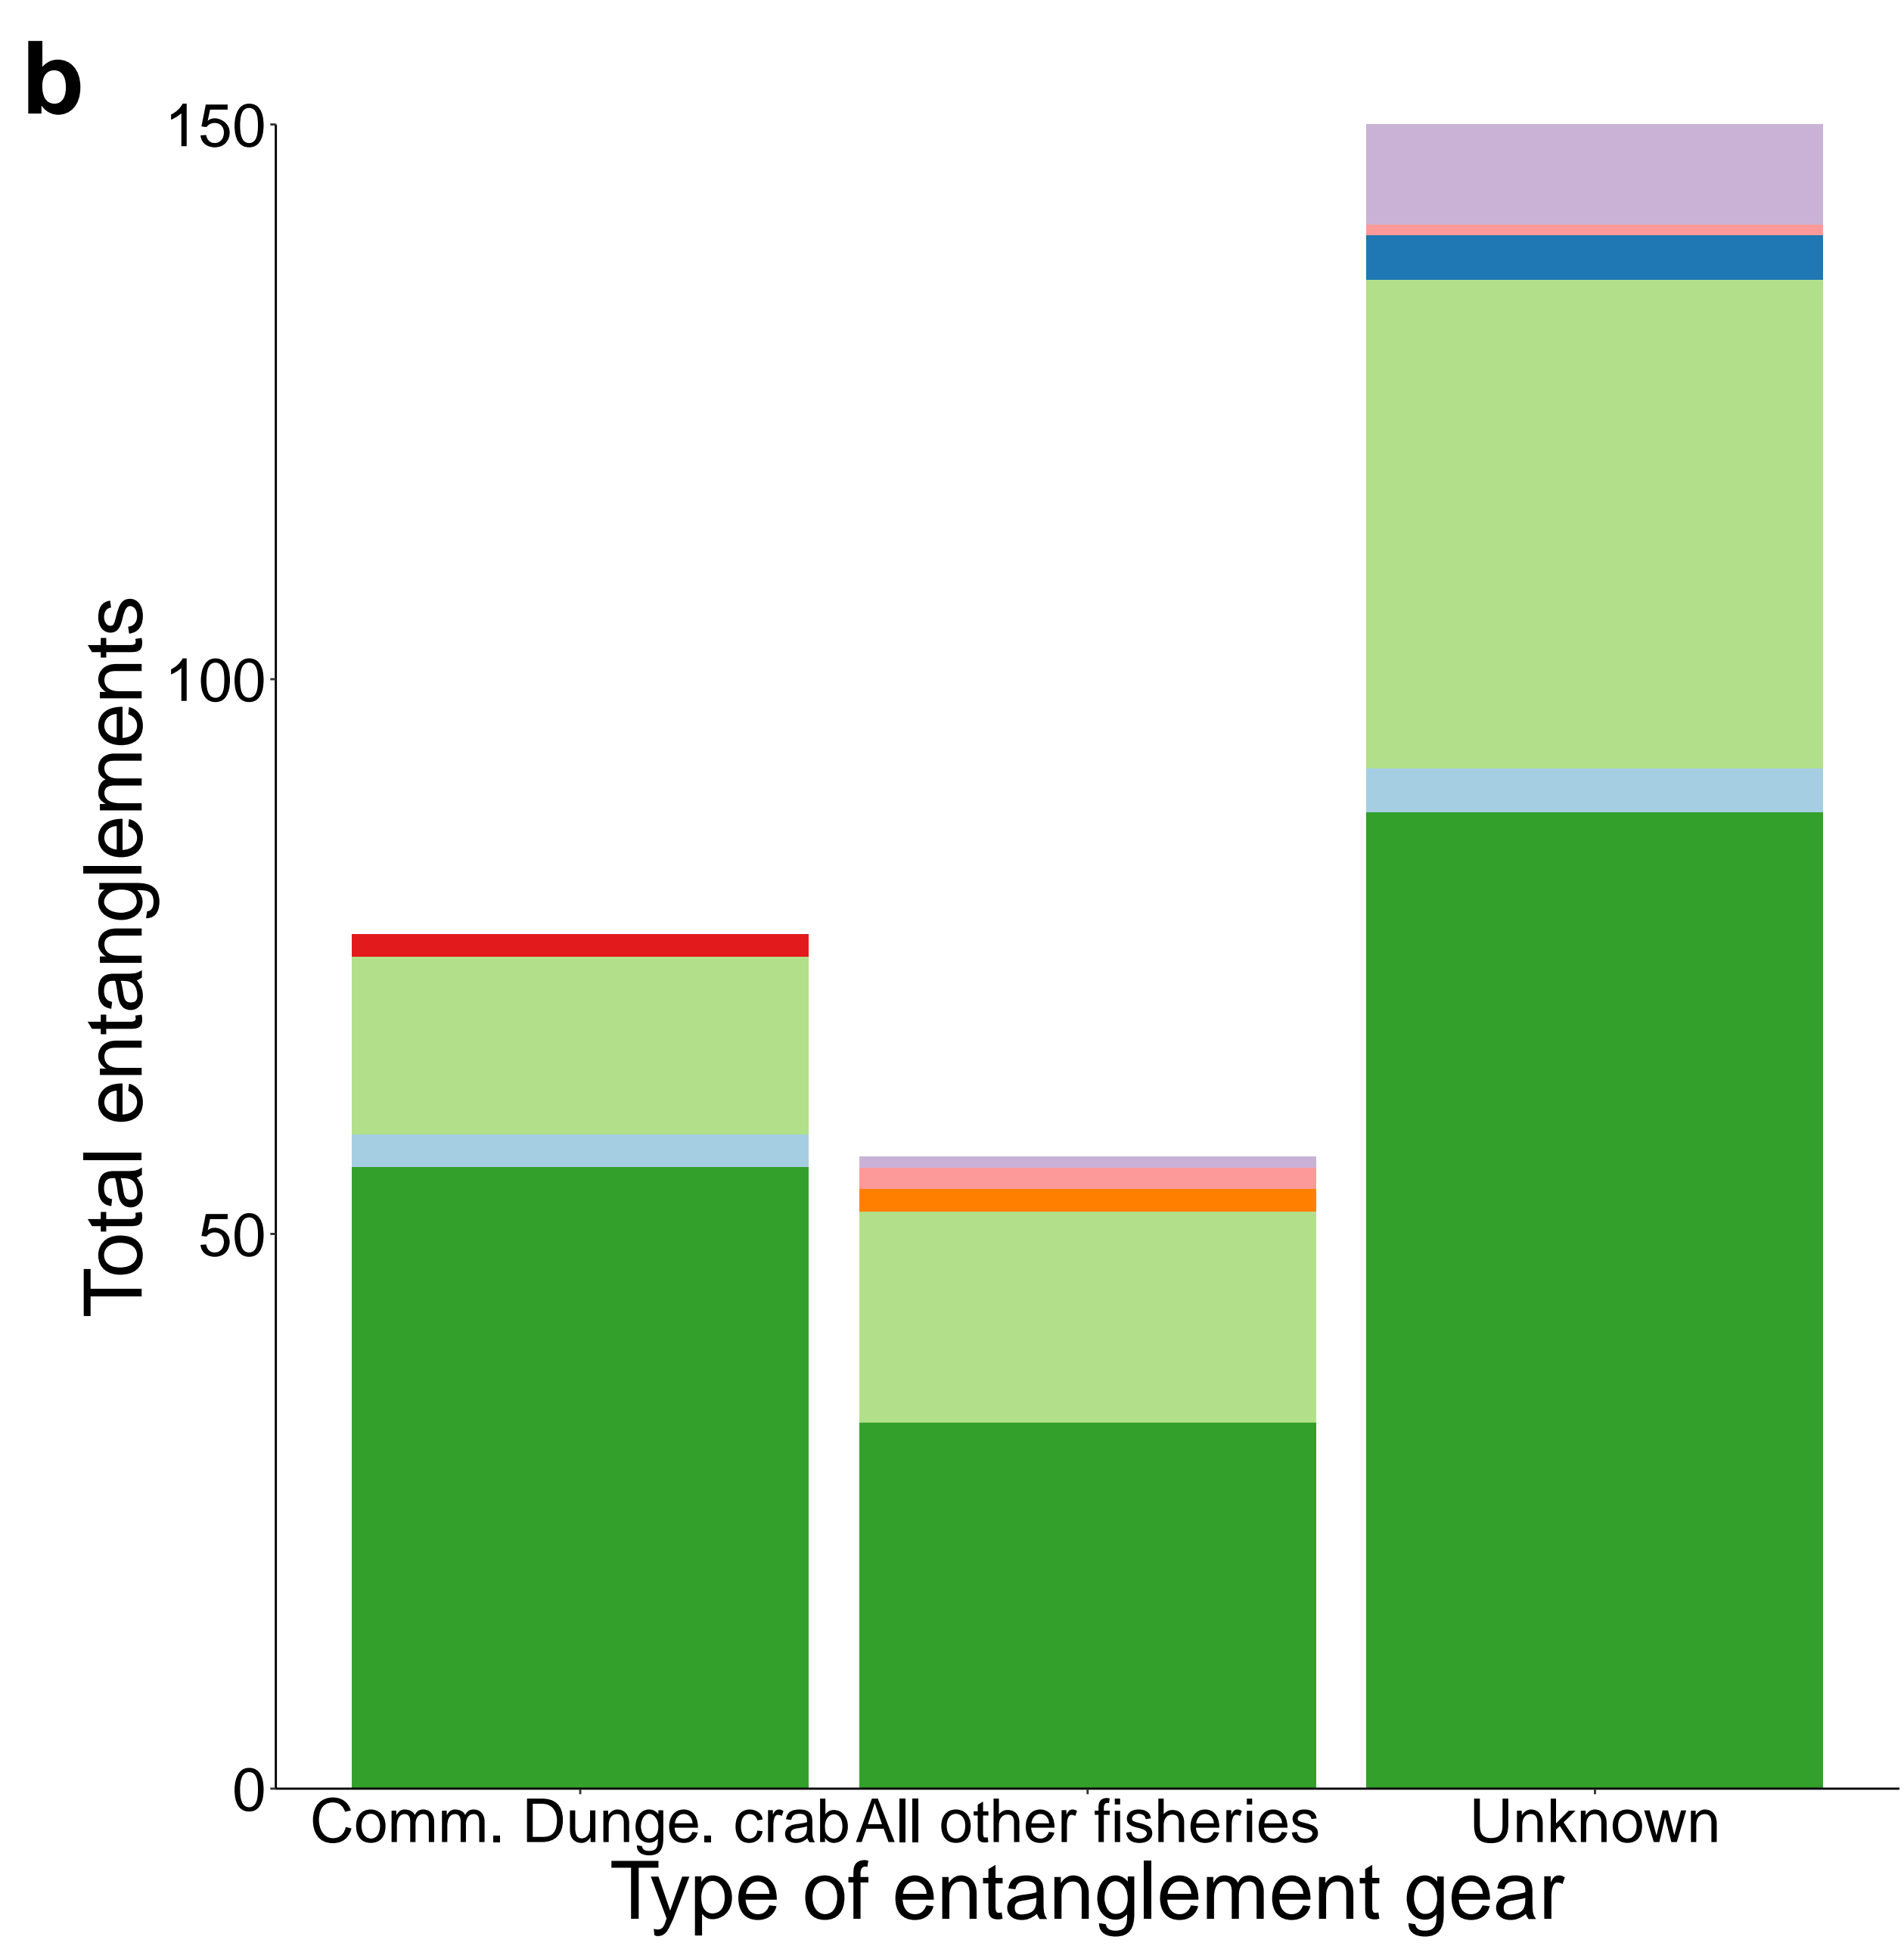 b
150
100
50
0
Total entanglements
Comm. Dunge. crab All other fisheries Unknown
Type of entanglement gear